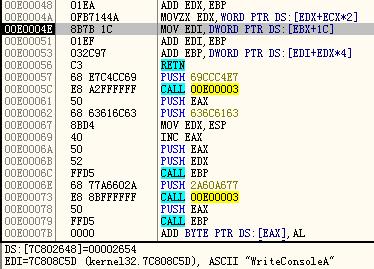 00E00048 01EA ADD EDX,EBP
00E0004A 0FB7144A MOVZX EDX,WORD PTR DS:[EDX+ECX*2]
00E0004E 8B7B 1C MOV EDI,DWORD PTR DS:[EBX+1C]
00E00051 01EF ADD EDI,EBP
00E00053 032C97 ADD EBP,DWORD PTR DS:[EDI+EDX*4]
00E00056 C3 RETN
00E00057 68 E7C4CC69 PUSH 69CCC4E7
00E0005C E8 A2FFFFFF CALL 00E00003
00E00061 50 PUSH EAX
00E00062 68 63616C63 PUSH 636C6163
00E00067 8BD4 MOV EDX,ESP
00E00069 40 INC EAX
00E0006A 50 PUSH EAX
00E0006B 52 PUSH EDX
00E0006C FFD5 CALL EBP
00E0006E 68 77A6602A PUSH 2A60A677
00E00073 E8 8BFFFFFF CALL 00E00003
00E00078 50 PUSH EAX
00E00079 FFD5 CALL EBP
00E0007B 0000 ADD BYTE PTR DS:[EAX],AL
DS:[7C802648]=00002654
EDI=7C808C5D (kernel32.7C808C5D), ASCII "WriteConsoleA"